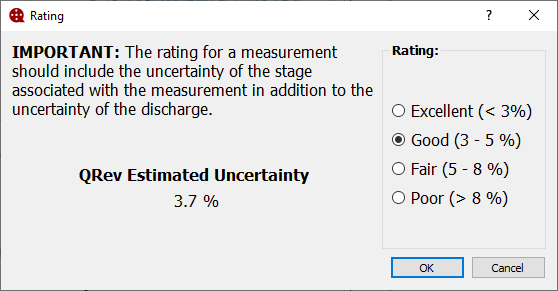 Rating
?
IMPORTANT: The rating for a measurement
should include the uncertainty of the stage
associated with the measurement in addition to the
uncertainty of the discharge.
QRev Estimated Uncertainty
3.7 %
Rating:
Excellent (< 3%)
Good (3 - 5 %)
Fair (5 - 8 %)
Poor (> 8 %)
OK
Cancel